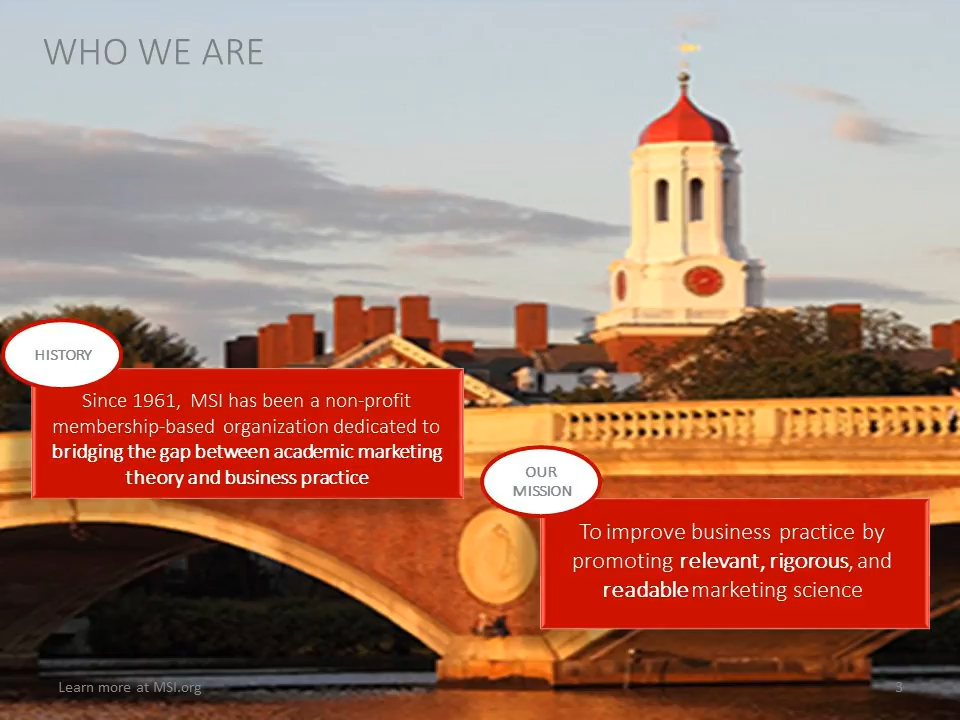 WHO WE ARE
HISTORY
Since 1961, MSI has been a non-profit
membership-based organization dedicated to
bridging the gap between academic marketing
theory and business practice
OUR
MISSION
To improve business practice by
promoting relevant, rigorous, and
readable marketing science
Learn more at MSI.org
3